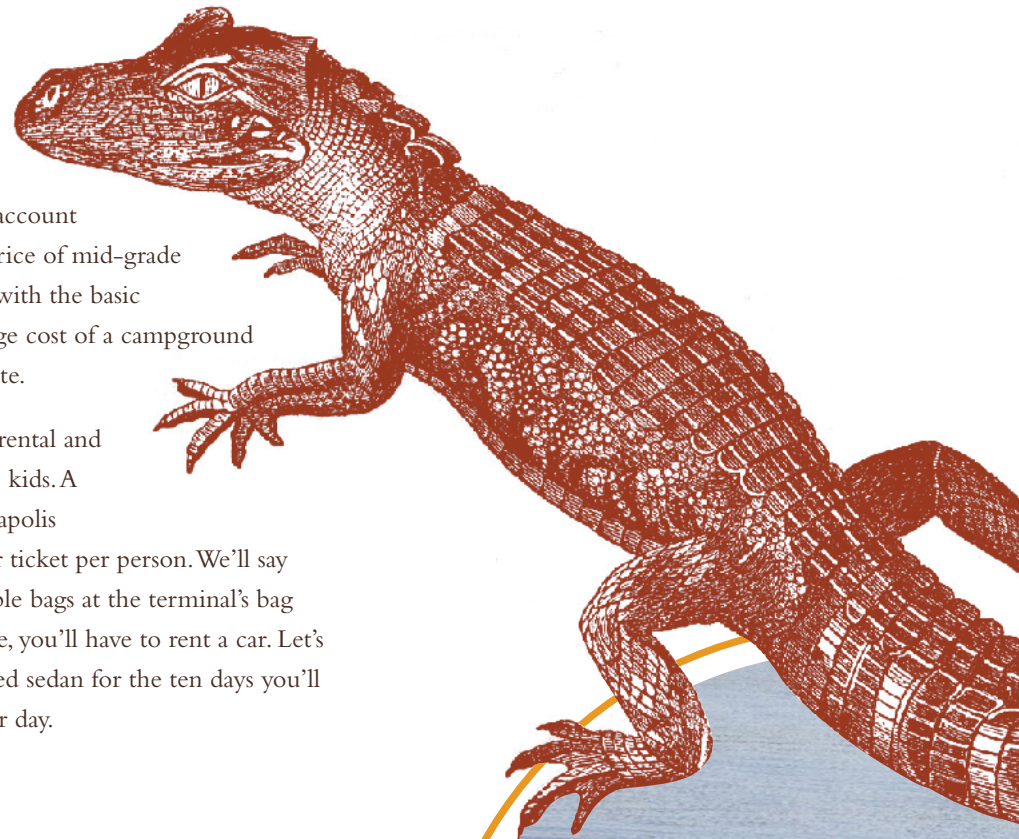 account
rice of mid-grade
with the basic
ge cost of a campground
te.
rental and
kids. A
apolis
r ticket per person. We’ll say
ple bags at the terminal’s bag
e, you’ll have to rent a car. Let’s
ed sedan for the ten days you’ll
r day.